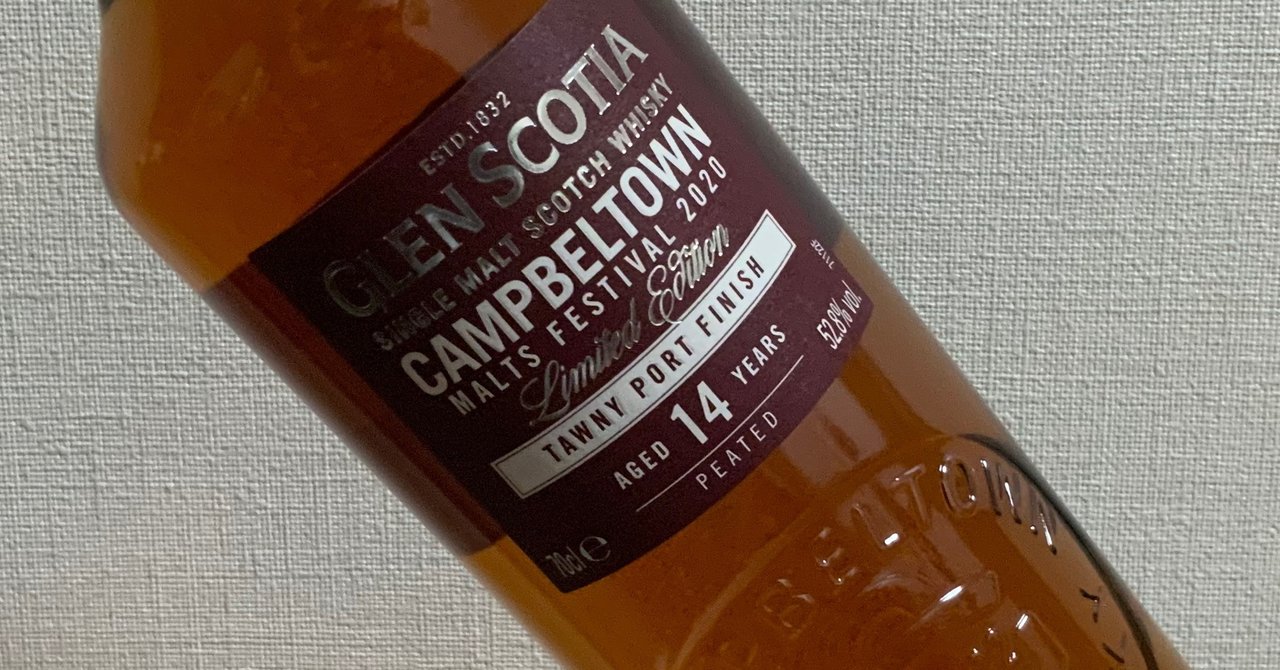 ESTD.1832
GLEN SCOTIA
SINGLE MALT SCOTCH WHISKY
CAMPBELTOWN
MALTS FESTIVAL 2020
Limited Edition
TAWNY PORT FINISH
AGED 14 YEARS
PEATED
70cl e
52.8% vol.
BELTOWN